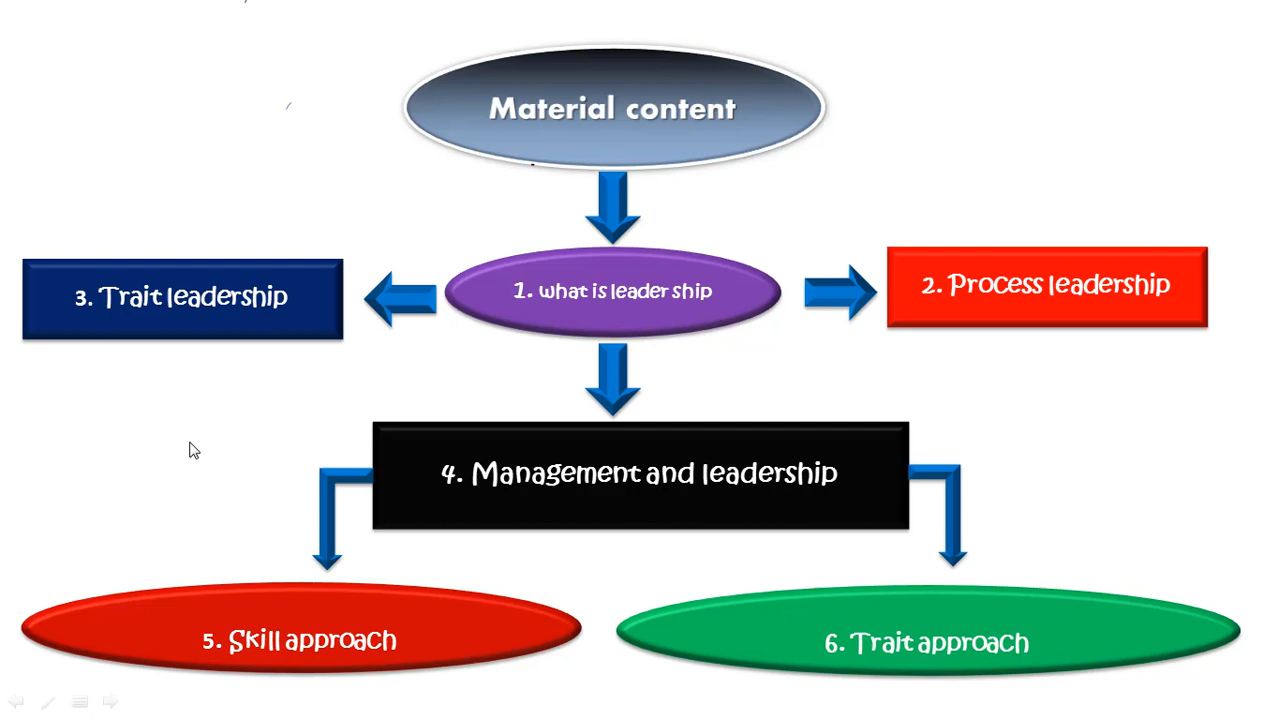 Material content
1. what is leader ship
2. Process leadership
3. Trait leadership
4. Management and leadership
5. Skill approach
6. Trait approach